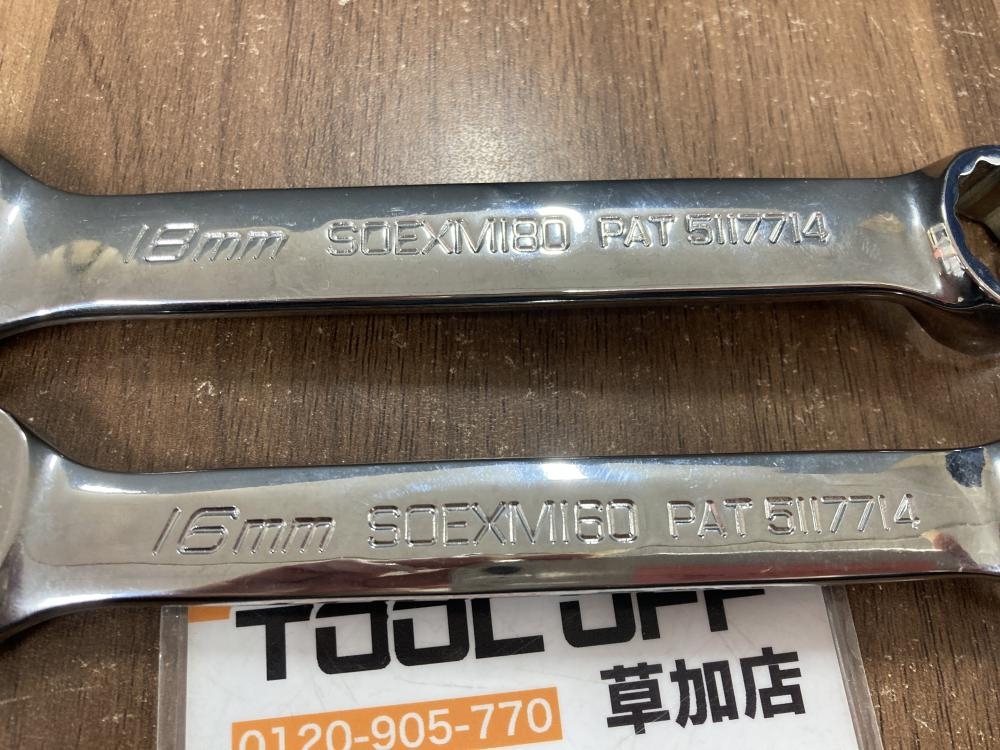 18mm SOEXM180 PAT 5117714
16mm SOEXM160 PAT 5117714
TOOL OFF
草加店
0120-905-770